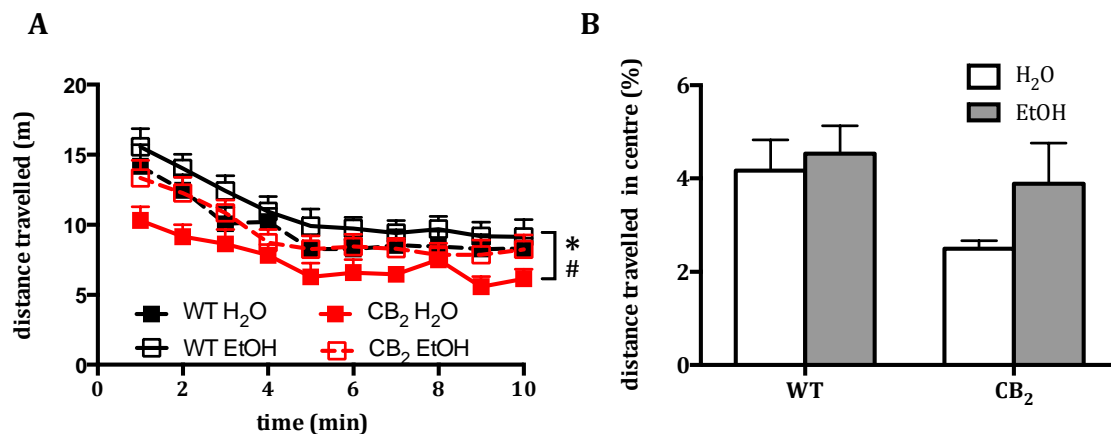 A
distance travelled (m)
20
15
10
5
0
WT H₂O
CB₂ H₂O
WT EtOH
CB₂ EtOH
*
#
0 2 4 6 8 10
time (min)
B
distance travelled in centre (%)
6
4
2
0
H₂O
EtOH
WT CB₂